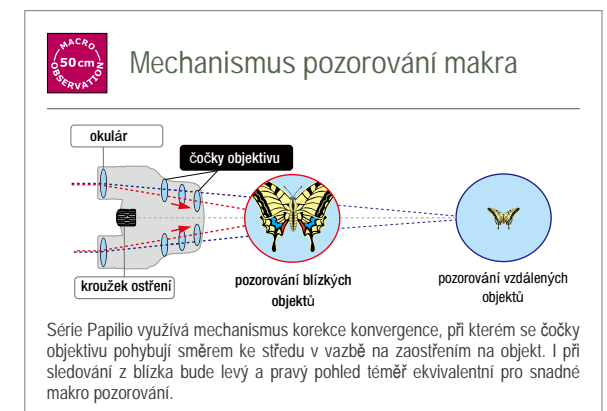 MACRO
50 cm
OBSERVATION
Mechanismus pozorování makra
okulár
čočky objektivu
kroužek ostření
pozorování blízkých
objektů
pozorování vzdálených
objektů
Série Papilio využívá mechanismus korekce konvergence, při kterém se čočky
objektivu pohybují směrem ke středu v vazbě na zaostřením na objekt. I při
sledování z blízka bude levý a pravý pohled téměř ekvivalentní pro snadné
makro pozorování.